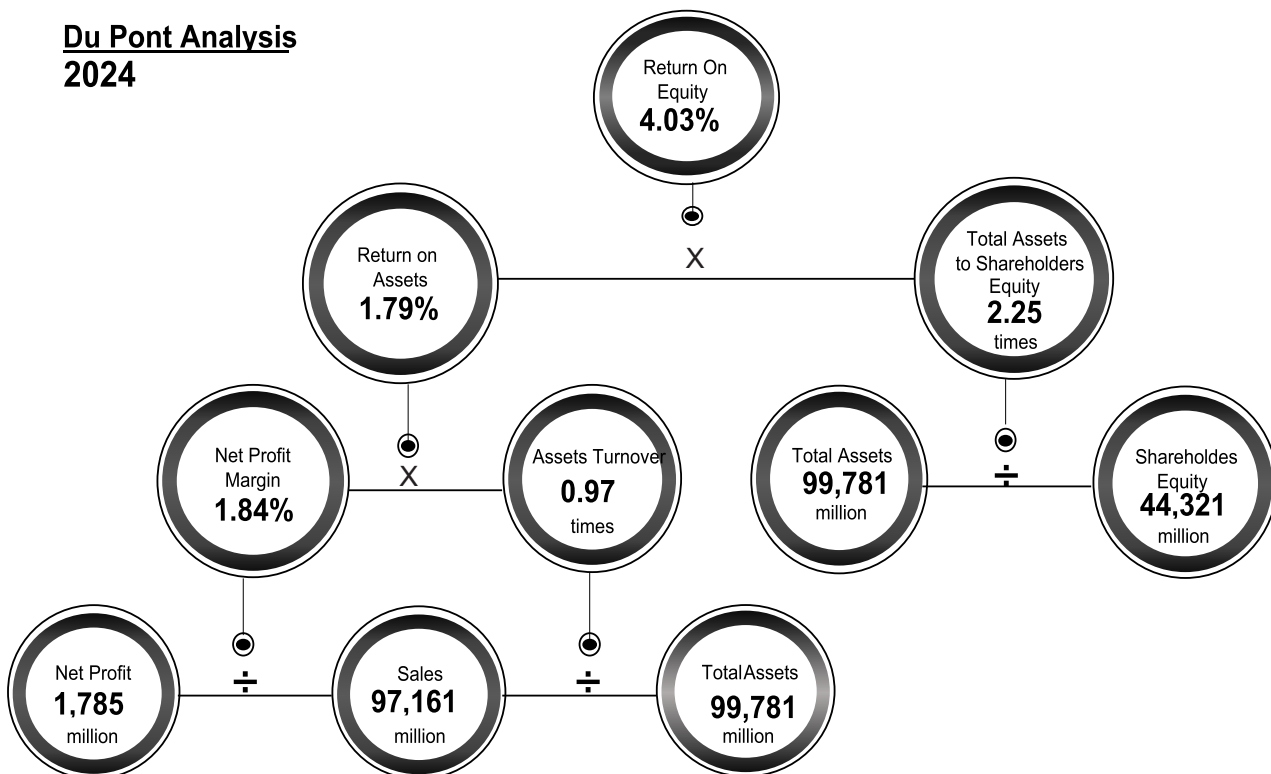 Du Pont Analysis
2024
Return On
Equity
4.03%
X
Return on
Assets
1.79%
Total Assets
to Shareholders
Equity
2.25
times
X
Net Profit
Margin
1.84%
Assets Turnover
0.97
times
÷
Total Assets
99,781
million
Shareholdes
Equity
44,321
million
÷
÷
Net Profit
1,785
million
Sales
97,161
million
TotalAssets
99,781
million